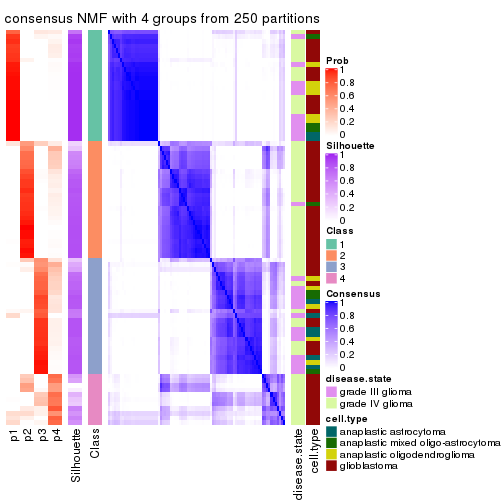 consensus NMF with 4 groups from 250 partitions
Prob
1
0.8
0.6
0.4
0.2
0
Silhouette
1
0.8
0.6
0.4
0.2
0
Class
1
2
3
4
Consensus
1
0.8
0.6
0.4
0.2
0
disease.state
grade III glioma
grade IV glioma
cell.type
anaplastic astrocytoma
anaplastic mixed oligo-astrocytoma
anaplastic oligodendroglioma
glioblastoma
p1
p2
p3
p4
Silhouette
Class
disease.state
cell.type